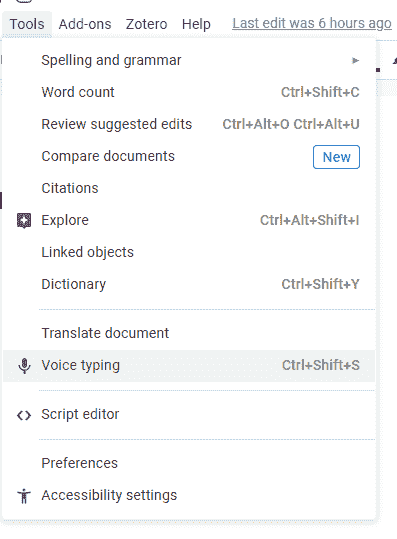 Tools Add-ons Zotero Help Last edit was 6 hours ago
Spelling and grammar ►
Word count Ctrl+Shift+C
Review suggested edits Ctrl+Alt+O Ctrl+Alt+U
Compare documents New
Citations
Explore Ctrl+Alt+Shift+I
Linked objects
Dictionary Ctrl+Shift+Y
Translate document
Voice typing Ctrl+Shift+S
Script editor
Preferences
Accessibility settings